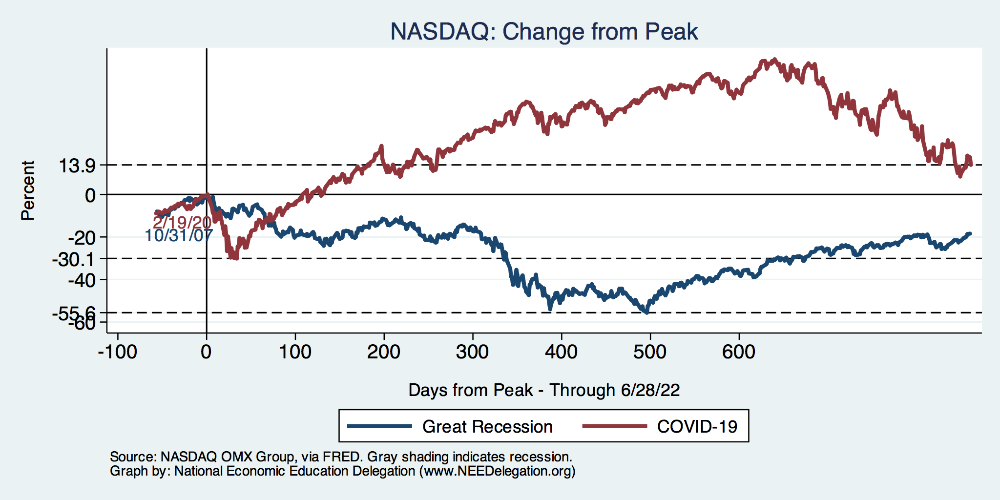 NASDAQ: Change from Peak
Percent
13.9
0
-20
-30.1
-40
-55.6
-60
2/19/20
10/31/07
-100 0 100 200 300 400 500 600
Days from Peak - Through 6/28/22
Great Recession COVID-19
Source: NASDAQ OMX Group, via FRED. Gray shading indicates recession.
Graph by: National Economic Education Delegation (www.NEEDelegation.org)